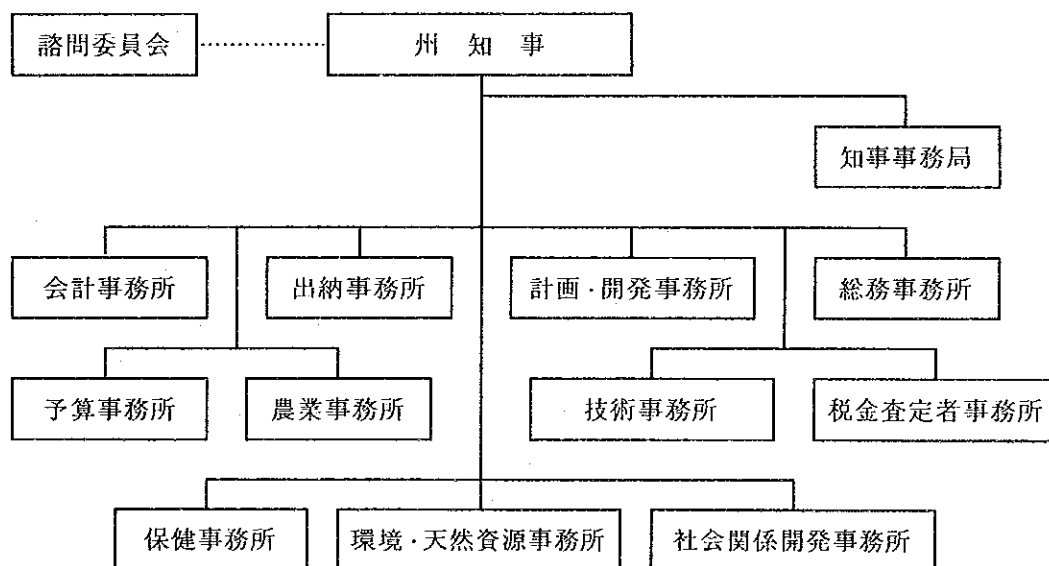 諮問委員会
州知事
知事事務局
会計事務所
出納事務所
計画・開発事務所
総務事務所
予算事務所
農業事務所
技術事務所
税金査定者事務所
保健事務所
環境・天然資源事務所
社会関係開発事務所